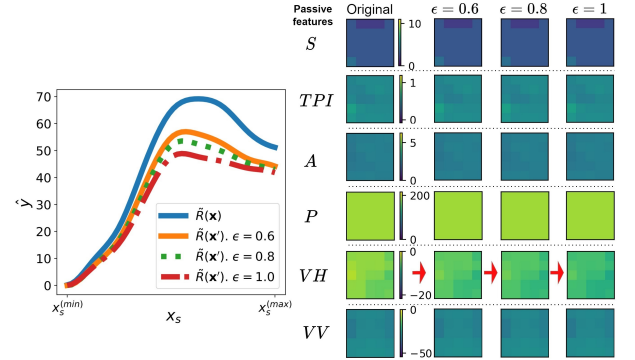 Passive features
Original
ϵ = 0.6
ϵ = 0.8
ϵ = 1
S
10
0
TPI
1
0
A
5
0
P
200
0
VH
0
−20
VV
0
−50
70
60
50
40
30
20
10
0
ŷ
x_s^(min)
x_s
x_s^(max)
R̃(x)
R̃(x′). ϵ = 0.6
R̃(x′). ϵ = 0.8
R̃(x′). ϵ = 1.0